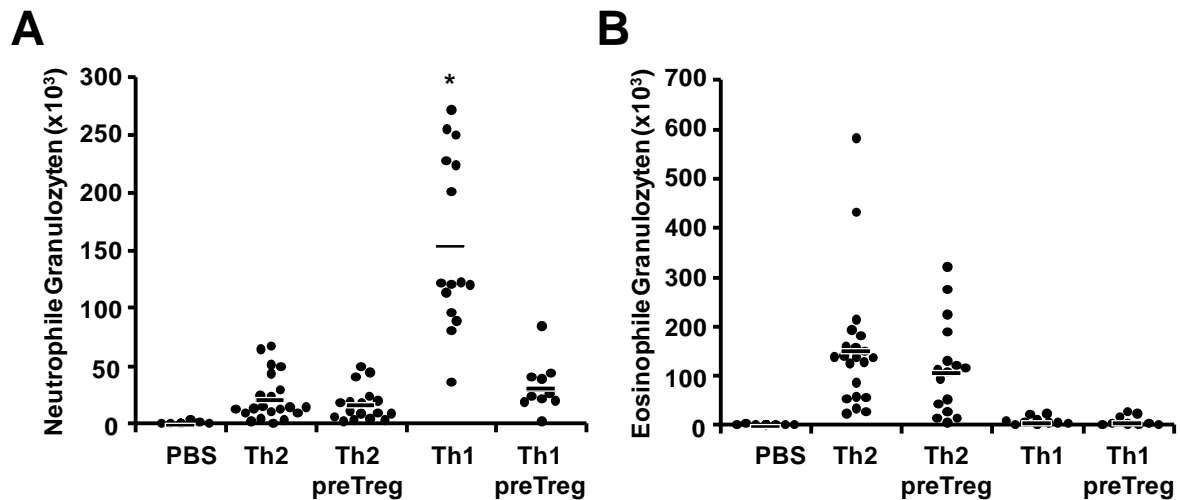 A
Neutrophile Granulozyten (x10³)
300
250
200
150
100
50
0
*
PBS
Th2
Th2
preTreg
Th1
Th1
preTreg
B
Eosinophile Granulozyten (x10³)
700
600
500
400
300
200
100
0
PBS
Th2
Th2
preTreg
Th1
Th1
preTreg